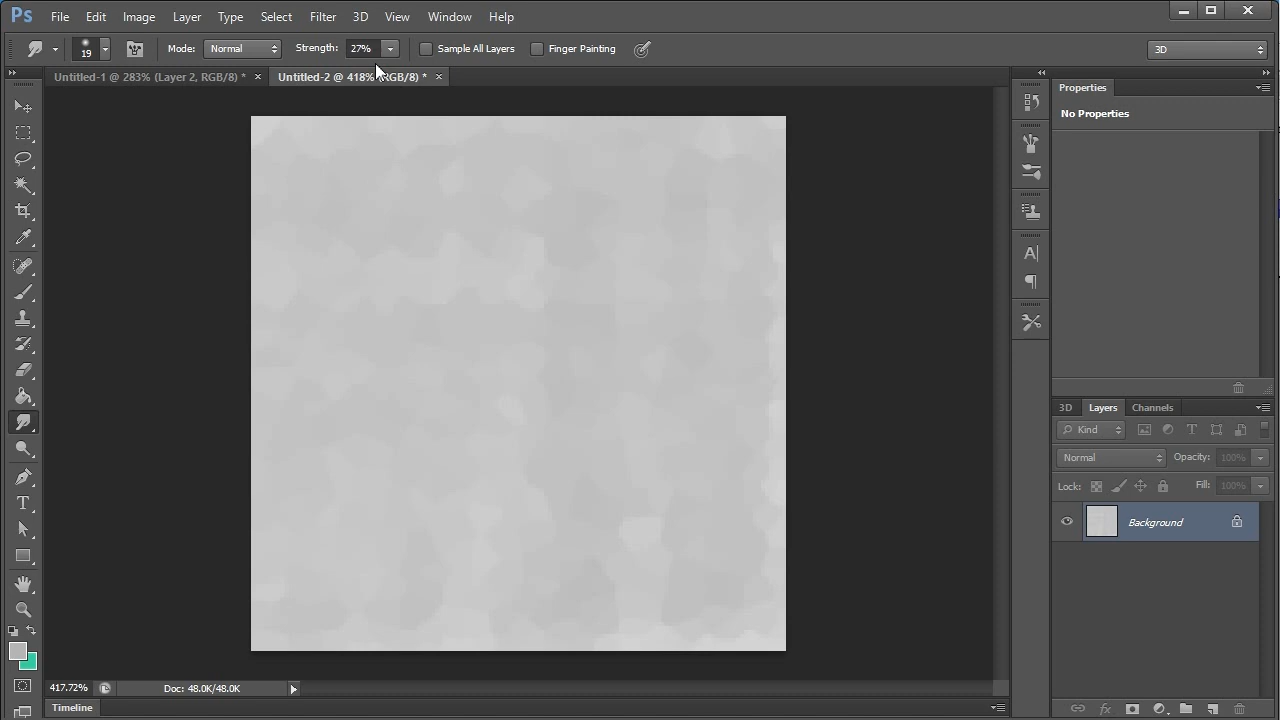 Ps File Edit Image Layer Type Select Filter 3D View Window Help
19 Mode: Normal Strength: 27% Sample All Layers Finger Painting 3D
Untitled-1 @ 283% (Layer 2, RGB/8) * × Untitled-2 @ 418% (RGB/8) * ×
Properties
No Properties
3D Layers Channels
Kind
Normal Opacity: 100%
Lock: Fill: 100%
Background
417.72% Doc: 48.0K/48.0K
Timeline